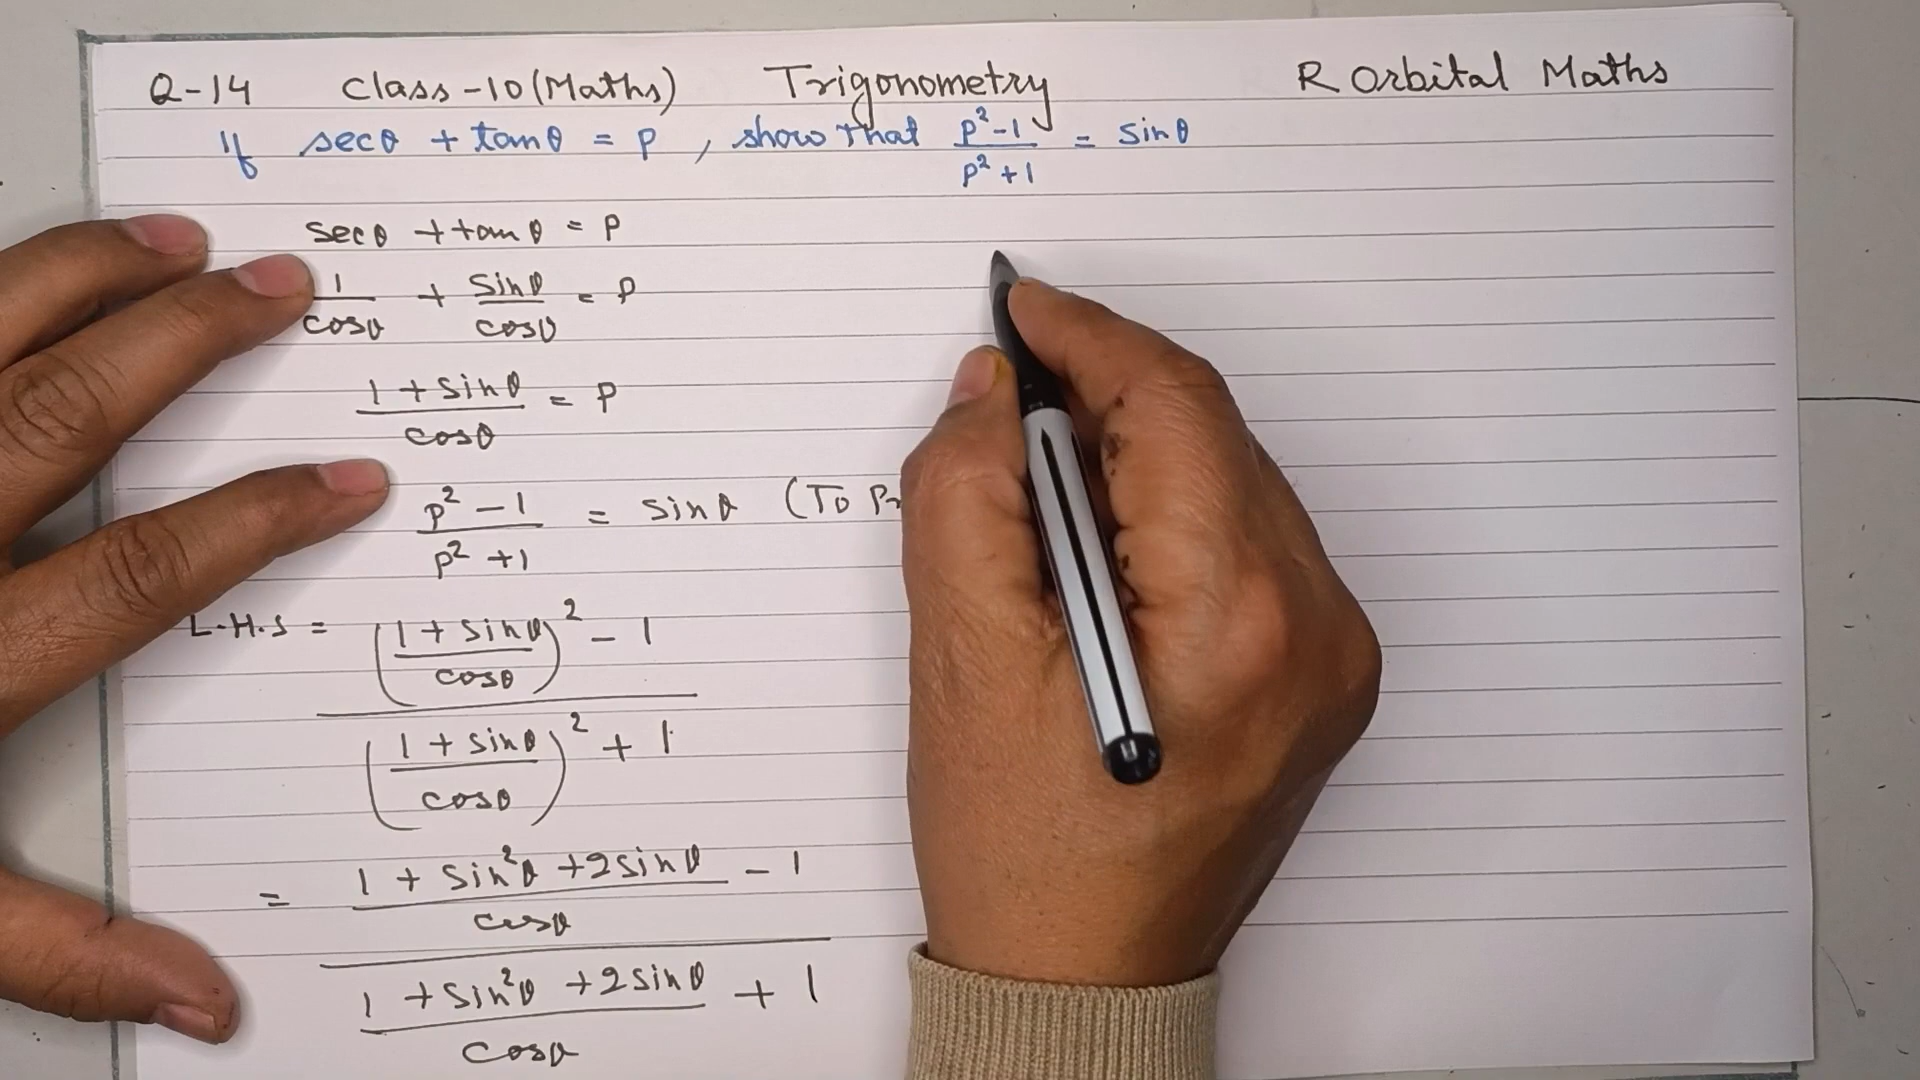 Q-14 Class-10 (Maths) Trigonometry R Orbital Maths
If secθ + tanθ = P, show that (P²-1)/(P²+1) = sinθ
secθ + tanθ = P
1/cosθ + sinθ/cosθ = P
(1 + sinθ)/cosθ = P
(P² - 1)/(P² + 1) = sinθ (To
L.H.S = (((1 + sinθ)/cosθ)² - 1)/(((1 + sinθ)/cosθ)² + 1)
= ((1 + sin²θ + 2sinθ)/cosθ - 1)/((1 + sin²θ + 2sinθ)/cosθ + 1)